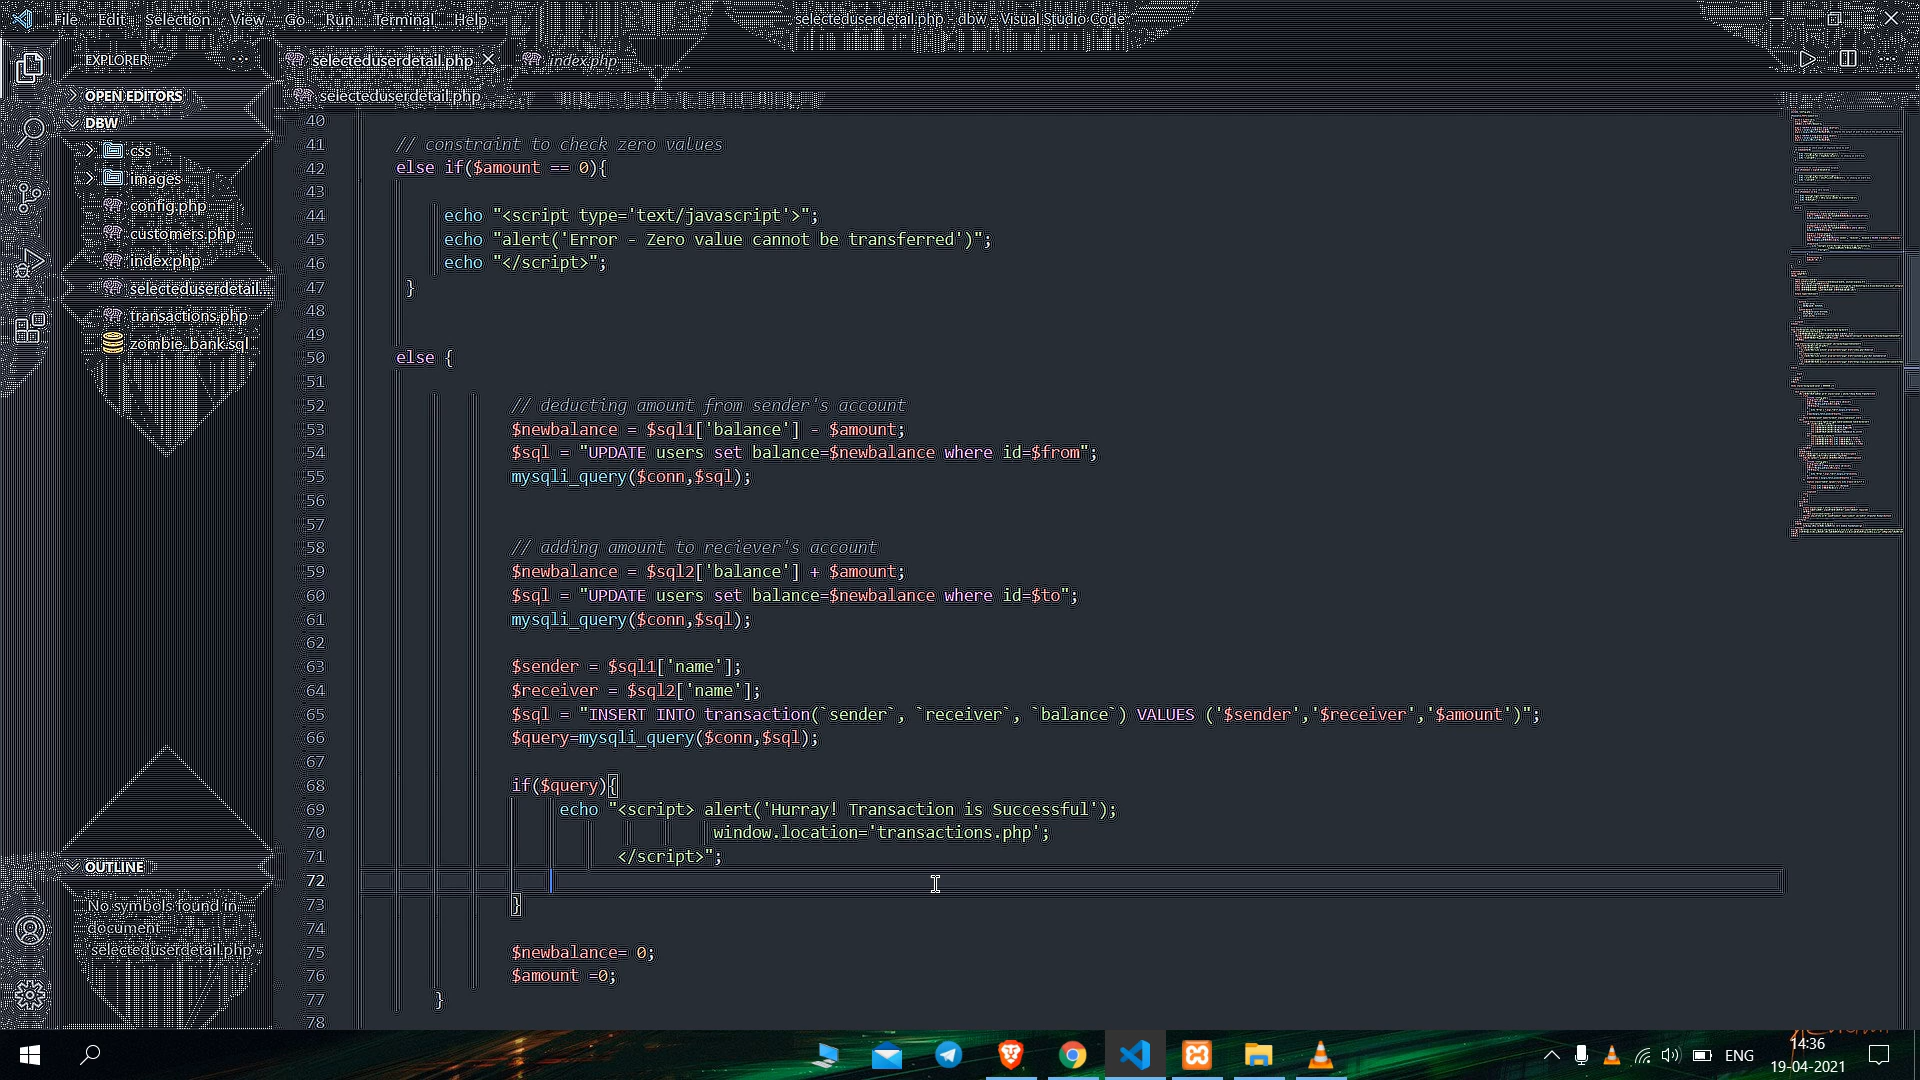 File Edit Selection View Go Run Terminal Help
selecteduserdetail.php - dbw - Visual Studio Code
EXPLORER
selecteduserdetail.php
index.php
OPEN EDITORS
selecteduserdetail.php
DBW
css
images
config.php
customers.php
index.php
selecteduserdetail...
transactions.php
zombie_bank.sql
OUTLINE
No symbols found in
document
'selecteduserdetail.php'
40
41 // constraint to check zero values
42 else if($amount == 0){
43
44 echo "<script type='text/javascript'>";
45 echo "alert('Error - Zero value cannot be transferred')";
46 echo "</script>";
47 }
48
49
50 else {
51
52 // deducting amount from sender's account
53 $newbalance = $sql1['balance'] - $amount;
54 $sql = "UPDATE users set balance=$newbalance where id=$from";
55 mysqli_query($conn,$sql);
56
57
58 // adding amount to reciever's account
59 $newbalance = $sql2['balance'] + $amount;
60 $sql = "UPDATE users set balance=$newbalance where id=$to";
61 mysqli_query($conn,$sql);
62
63 $sender = $sql1['name'];
64 $receiver = $sql2['name'];
65 $sql = "INSERT INTO transaction(`sender`, `receiver`, `balance`) VALUES ('$sender','$receiver','$amount')";
66 $query=mysqli_query($conn,$sql);
67
68 if($query){
69 echo "<script> alert('Hurray! Transaction is Successful');
70 window.location='transactions.php';
71 </script>";
72
73 }
74
75 $newbalance= 0;
76 $amount =0;
77 }
78
ENG
14:36
19-04-2021